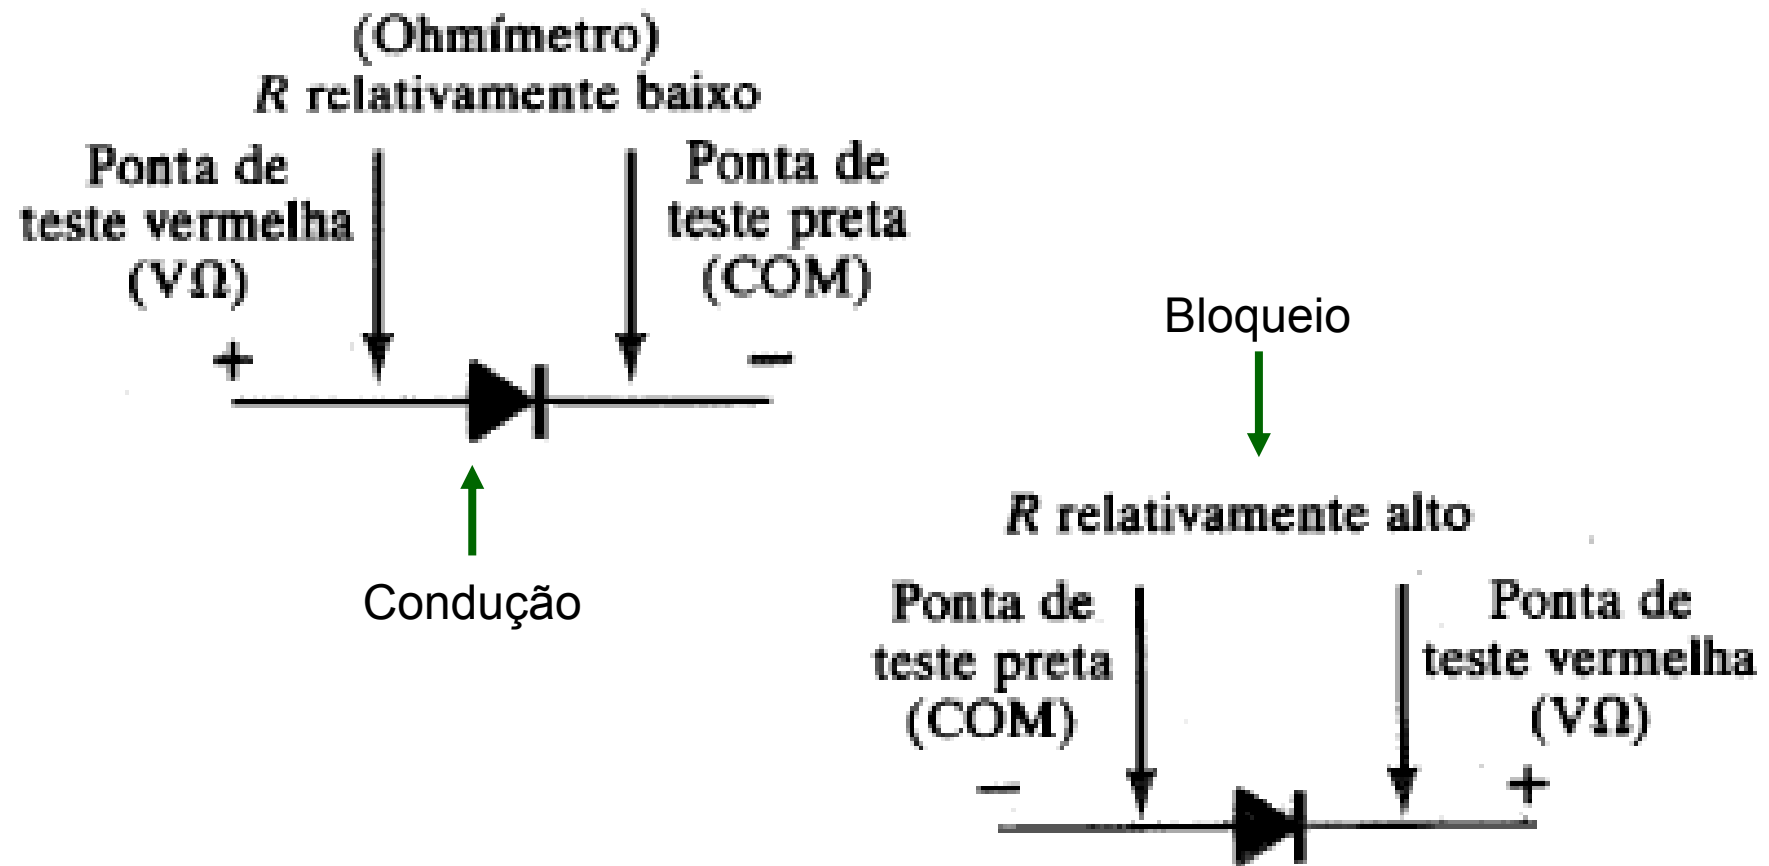 (Ohmímetro)
R relativamente baixo
Ponta de
teste vermelha
(VΩ)
Ponta de
teste preta
(COM)
+
−
Condução
Bloqueio
R relativamente alto
Ponta de
teste preta
(COM)
Ponta de
teste vermelha
(VΩ)
−
+